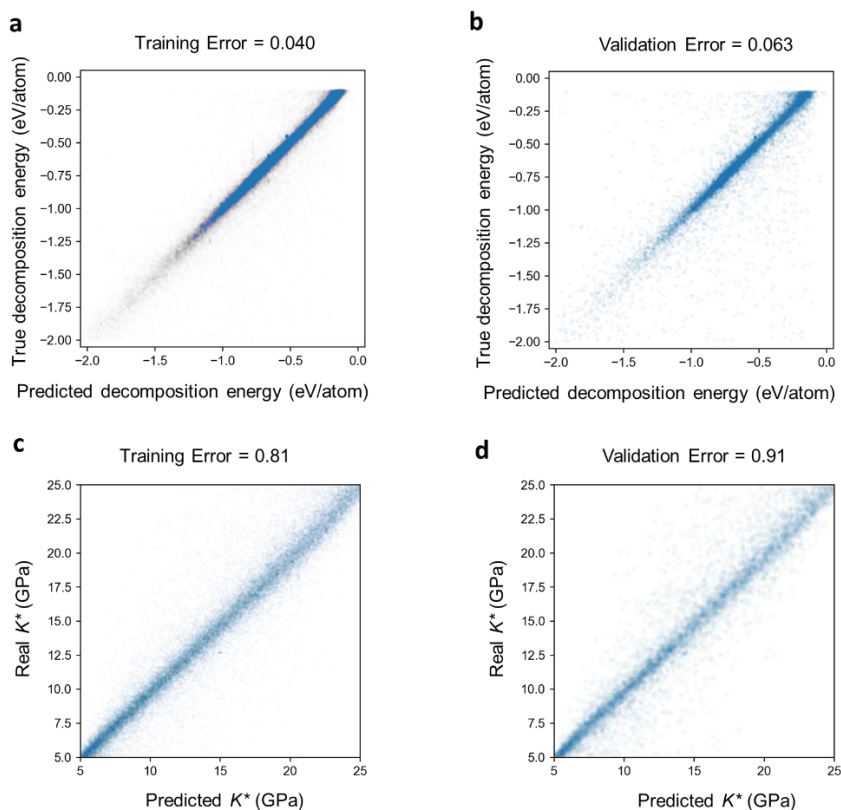 a
Training Error = 0.040
True decomposition energy (eV/atom)
0.00
−0.25
−0.50
−0.75
−1.00
−1.25
−1.50
−1.75
−2.00
−2.0 −1.5 −1.0 −0.5 0.0
Predicted decomposition energy (eV/atom)
b
Validation Error = 0.063
True decomposition energy (eV/atom)
0.00
−0.25
−0.50
−0.75
−1.00
−1.25
−1.50
−1.75
−2.00
−2.0 −1.5 −1.0 −0.5 0.0
Predicted decomposition energy (eV/atom)
c
Training Error = 0.81
Real K* (GPa)
25.0
22.5
20.0
17.5
15.0
12.5
10.0
7.5
5.0
5 10 15 20 25
Predicted K* (GPa)
d
Validation Error = 0.91
Real K* (GPa)
25.0
22.5
20.0
17.5
15.0
12.5
10.0
7.5
5.0
5 10 15 20 25
Predicted K* (GPa)